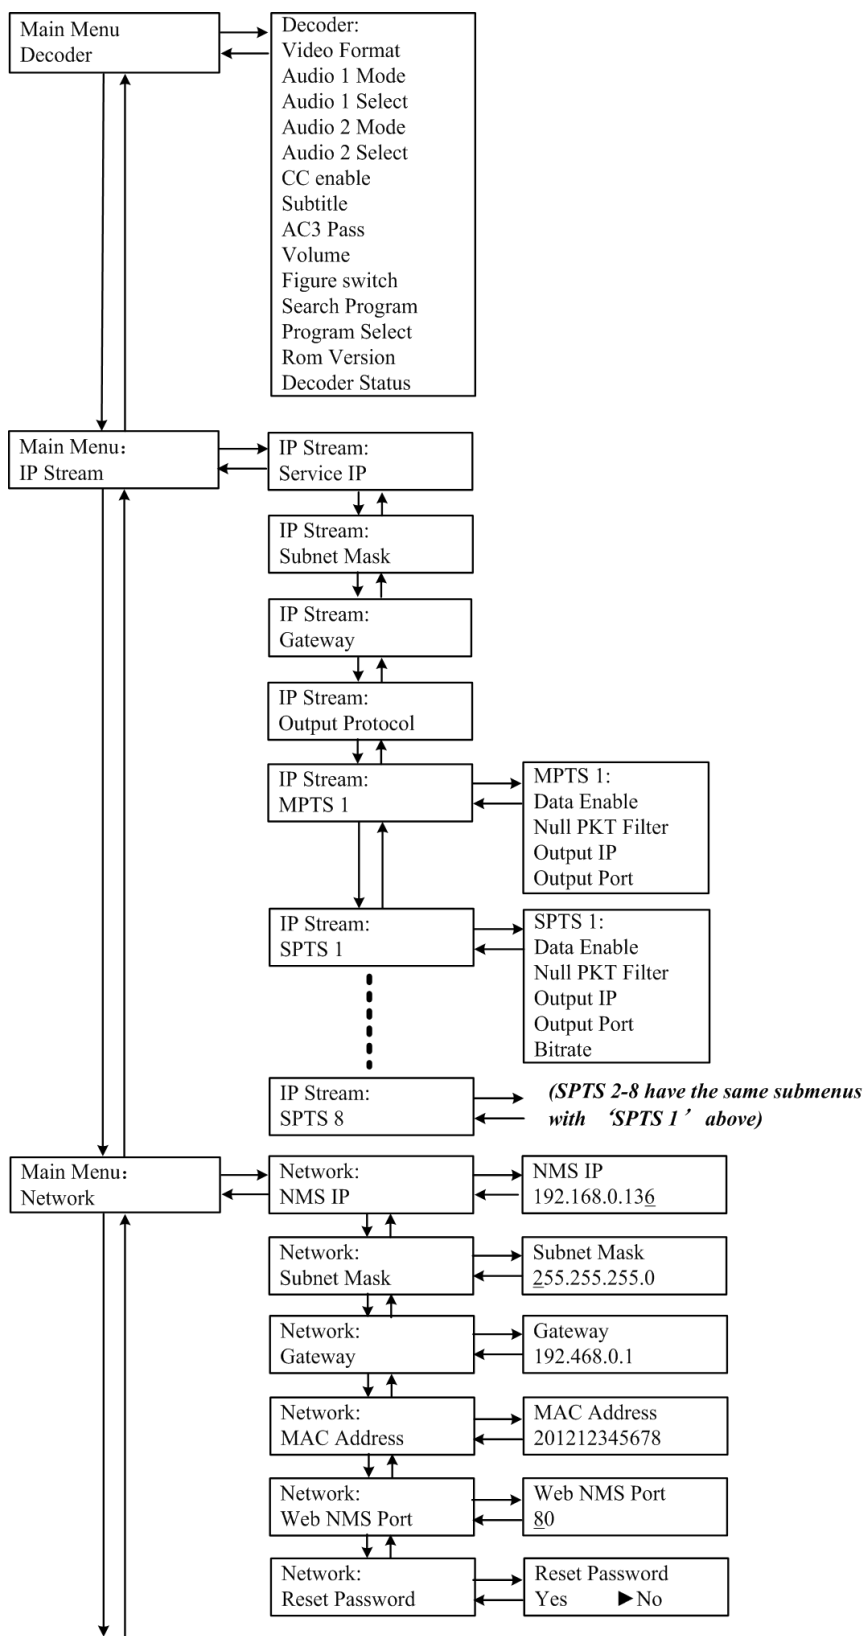 Main Menu
Decoder
Decoder:
Video Format
Audio 1 Mode
Audio 1 Select
Audio 2 Mode
Audio 2 Select
CC enable
Subtitle
AC3 Pass
Volume
Figure switch
Search Program
Program Select
Rom Version
Decoder Status
Main Menu：
IP Stream
IP Stream:
Service IP
IP Stream:
Subnet Mask
IP Stream:
Gateway
IP Stream:
Output Protocol
IP Stream:
MPTS 1
MPTS 1:
Data Enable
Null PKT Filter
Output IP
Output Port
IP Stream:
SPTS 1
SPTS 1:
Data Enable
Null PKT Filter
Output IP
Output Port
Bitrate
IP Stream:
SPTS 8
(SPTS 2-8 have the same submenus
with ‘SPTS 1’ above)
Main Menu：
Network
Network:
NMS IP
NMS IP
192.168.0.136
Network:
Subnet Mask
Subnet Mask
255.255.255.0
Network:
Gateway
Gateway
192.468.0.1
Network:
MAC Address
MAC Address
201212345678
Network:
Web NMS Port
Web NMS Port
80
Network:
Reset Password
Reset Password
Yes ▶No